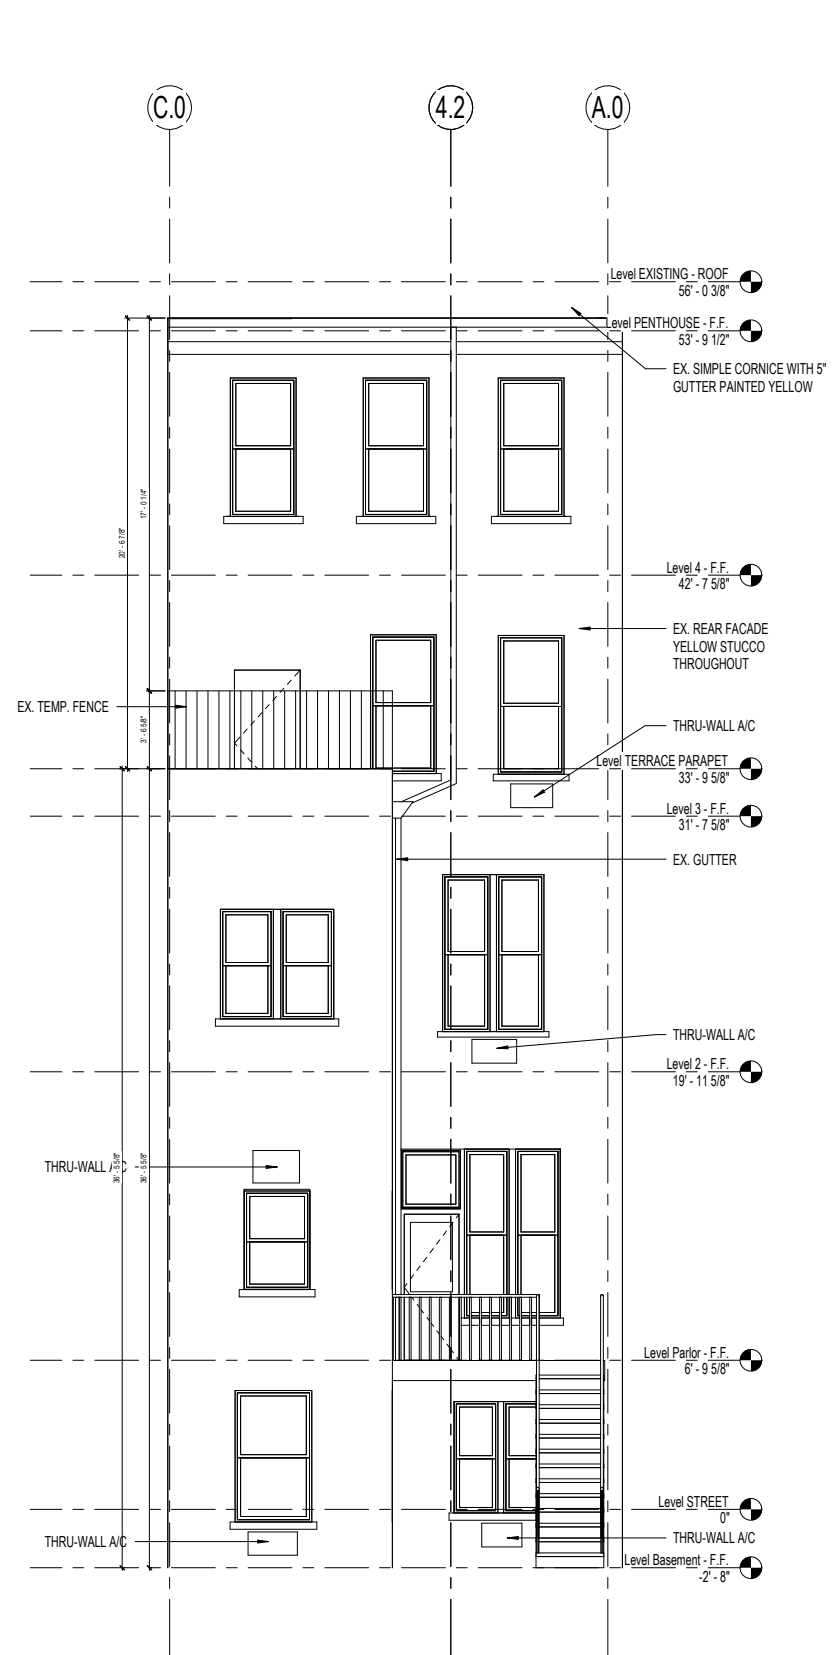 C.0
4.2
A.0
Level EXISTING - ROOF
56' - 0 3/8"
Level PENTHOUSE - F.F.
53' - 9 1/2"
EX. SIMPLE CORNICE WITH 5"
GUTTER PAINTED YELLOW
17' - 0 1/4"
20' - 6 7/8"
Level 4 - F.F.
42' - 7 5/8"
EX. REAR FACADE
YELLOW STUCCO
THROUGHOUT
EX. TEMP. FENCE
3' - 6 5/8"
THRU-WALL A/C
Level TERRACE PARAPET
33' - 9 5/8"
Level 3 - F.F.
31' - 7 5/8"
EX. GUTTER
THRU-WALL A/C
Level 2 - F.F.
19' - 11 5/8"
THRU-WALL A/C
36' - 5 5/8"
36' - 5 5/8"
Level Parlor - F.F.
6' - 9 5/8"
Level STREET
0"
THRU-WALL A/C
THRU-WALL A/C
Level Basement - F.F.
-2' - 8"